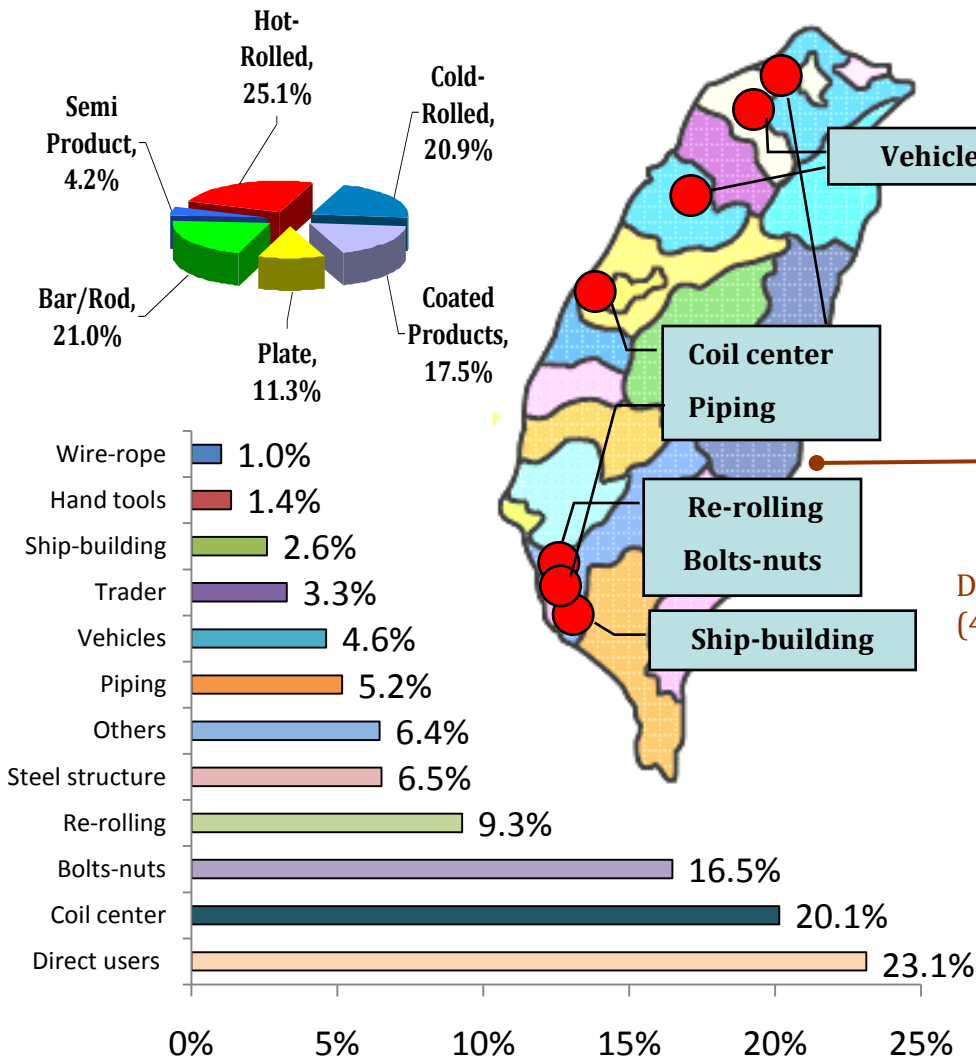 Hot-
Rolled,
25.1%
Cold-
Rolled,
20.9%
Semi
Product,
4.2%
Bar/Rod,
21.0%
Plate,
11.3%
Coated
Products,
17.5%
Vehicle
Coil center
Piping
Re-rolling
Bolts-nuts
Ship-building
D
(4
Wire-rope 1.0%
Hand tools 1.4%
Ship-building 2.6%
Trader 3.3%
Vehicles 4.6%
Piping 5.2%
Others 6.4%
Steel structure 6.5%
Re-rolling 9.3%
Bolts-nuts 16.5%
Coil center 20.1%
Direct users 23.1%
0% 5% 10% 15% 20% 25%